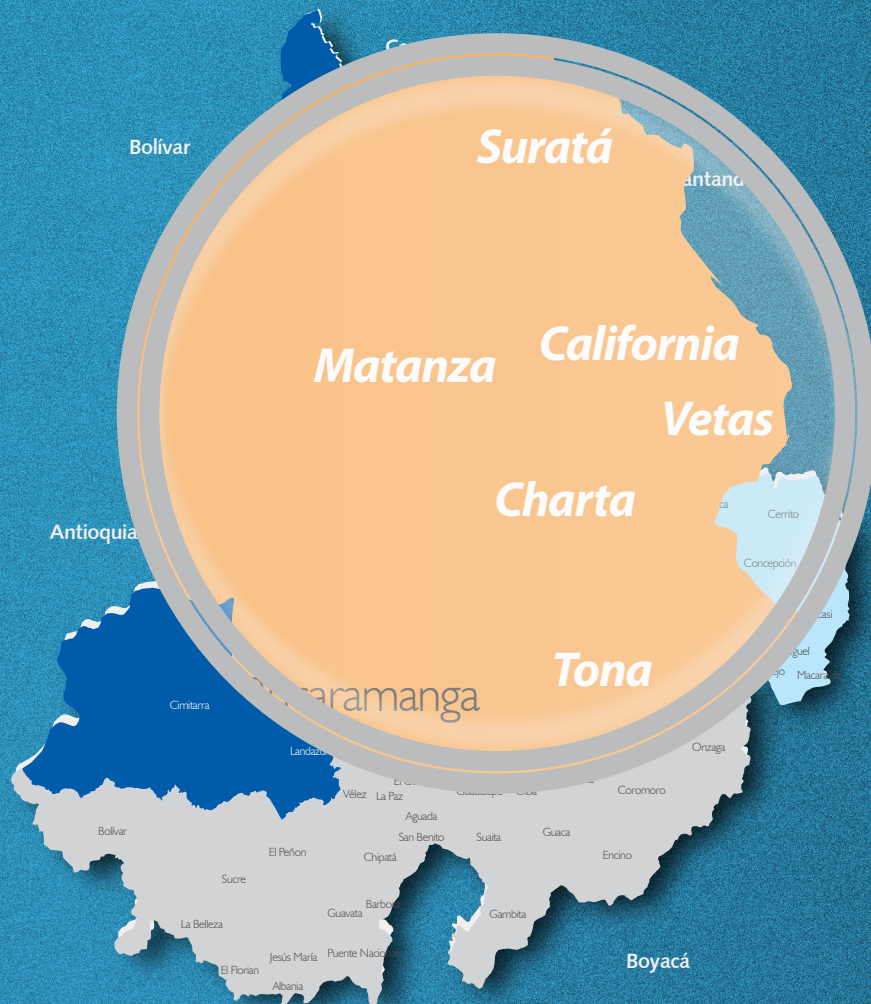 Bolívar
Suratá
Matanza
California
Vetas
Charta
Cerrito
Concepción
Antioquia
Tona
Cimitarra
Onzaga
Vélez
La Paz
Coromoro
Aguada
Bolívar
San Benito
Suaita
Guaca
El Peñon
Chipatá
Encino
Sucre
Guavata
Gambita
La Belleza
Jesús María
Puente Nacional
Boyacá
El Florian
Albania